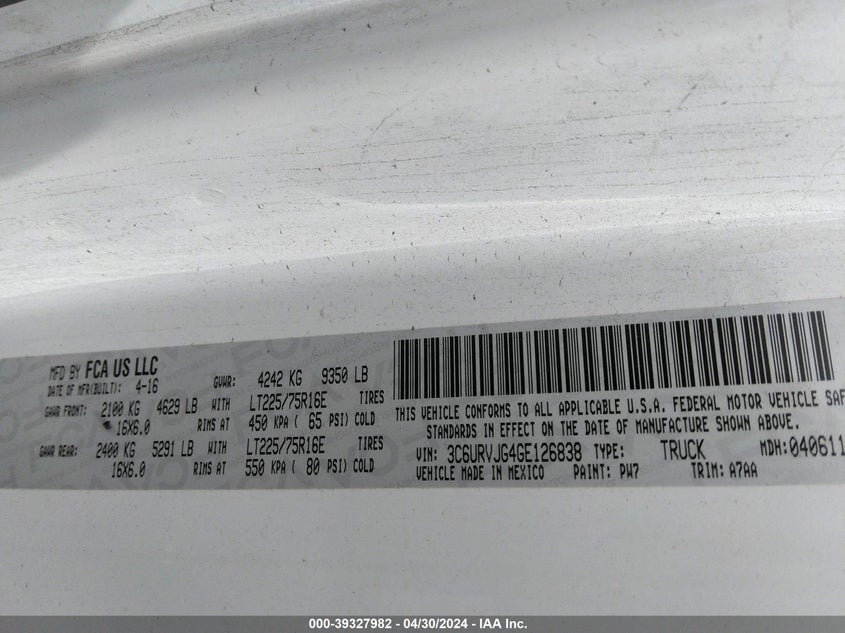 MFD BY FCA US LLC
DATE OF MFR(BUILT): 4-16 GVWR: 4242 KG 9350 LB
GAWR FRONT: 2100 KG 4629 LB WITH LT225/75R16E TIRES
16X6.0 RIMS AT 450 KPA ( 65 PSI) COLD
GAWR REAR: 2400 KG 5291 LB WITH LT225/75R16E TIRES
16X6.0 RIMS AT 550 KPA ( 80 PSI) COLD
THIS VEHICLE CONFORMS TO ALL APPLICABLE U.S.A. FEDERAL MOTOR VEHICLE SAF
STANDARDS IN EFFECT ON THE DATE OF MANUFACTURE SHOWN ABOVE.
VIN: 3C6URVJG4GE126838 TYPE: TRUCK MDH:040611
VEHICLE MADE IN MEXICO PAINT: PW7 TRIM: A7AA
000-39327982 - 04/30/2024 - IAA Inc.